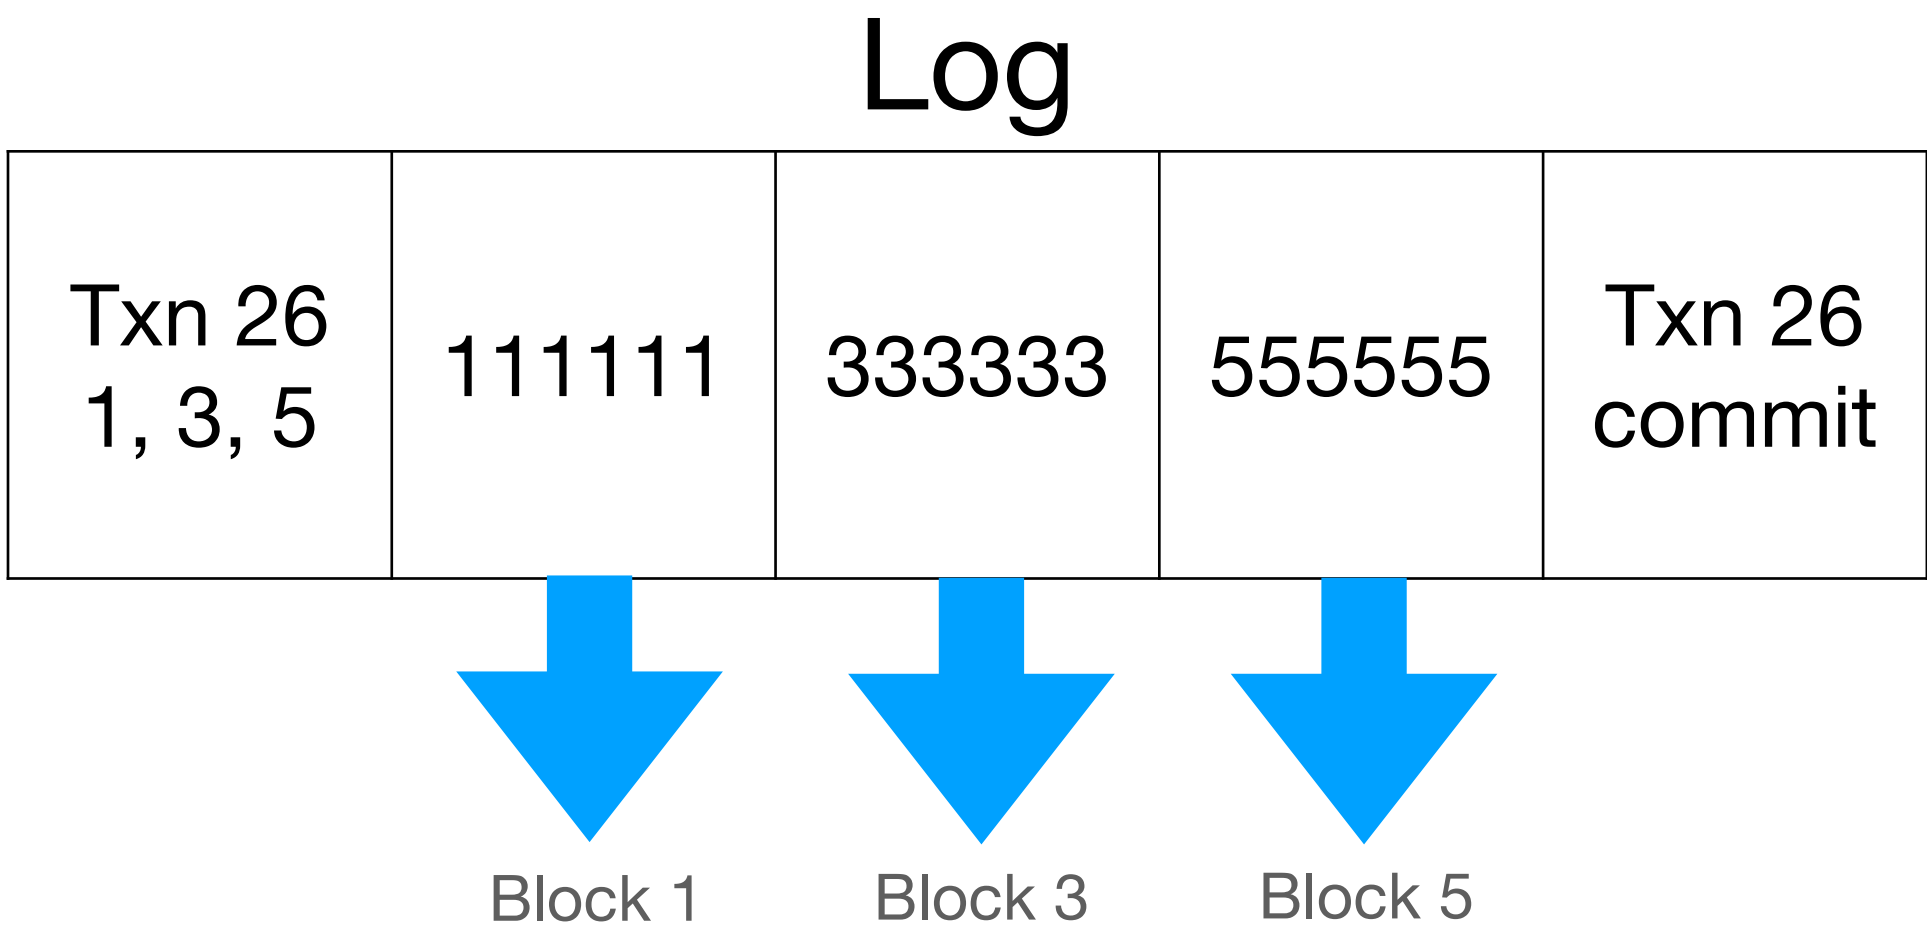 Log
Txn 26
1, 3, 5
111111
333333
555555
Txn 26
commit
Block 1
Block 3
Block 5